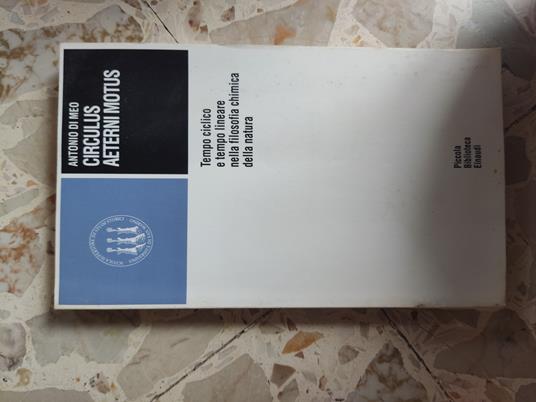 ANTONIO DI MEO
CIRCULUS
AETERNI MOTUS
Tempo ciclico
e tempo lineare
nella filosofia chimica
della natura
Piccola
Biblioteca
Einaudi